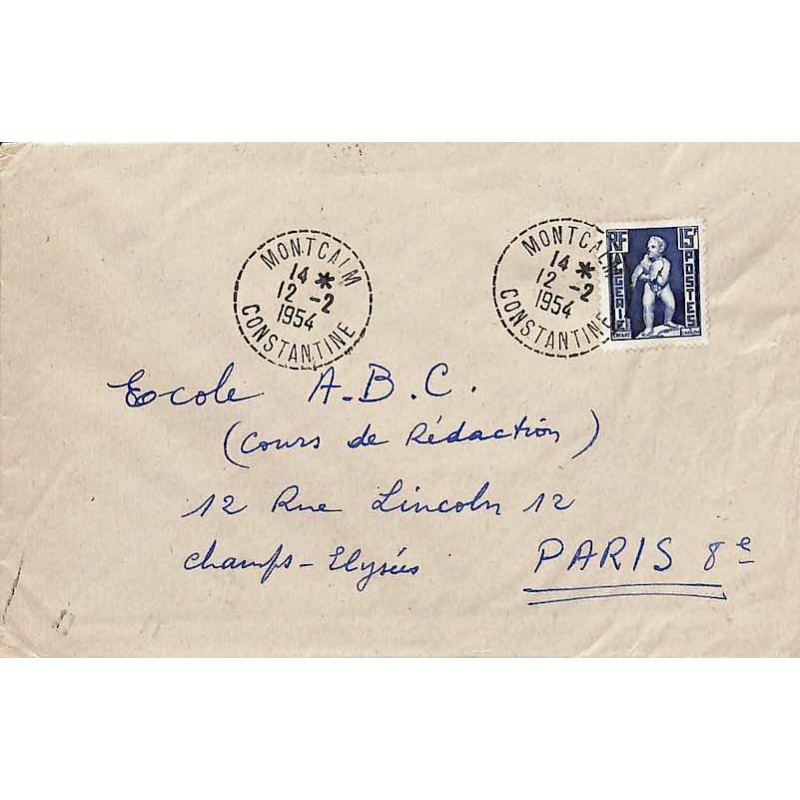 MONTCALM
14 *
12 -2
1954
CONSTANTINE
MONTCALM
14 *
12 -2
1954
CONSTANTINE
RF 15F
ALGERIE
POSTES
Ecole A.B.C.
(Cours de Rédaction)
12 Rue Lincoln 12
Champs-Elysées PARIS 8e